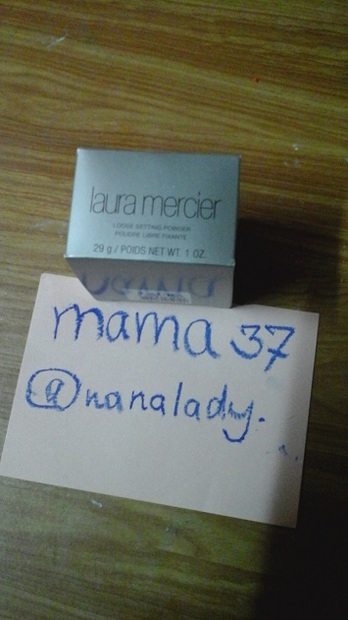 laura mercier
LOOSE SETTING POWDER
POUDRE LIBRE FIXANTE
29 g / POIDS NET WT. 1 OZ.
mama 37
@nanalady.